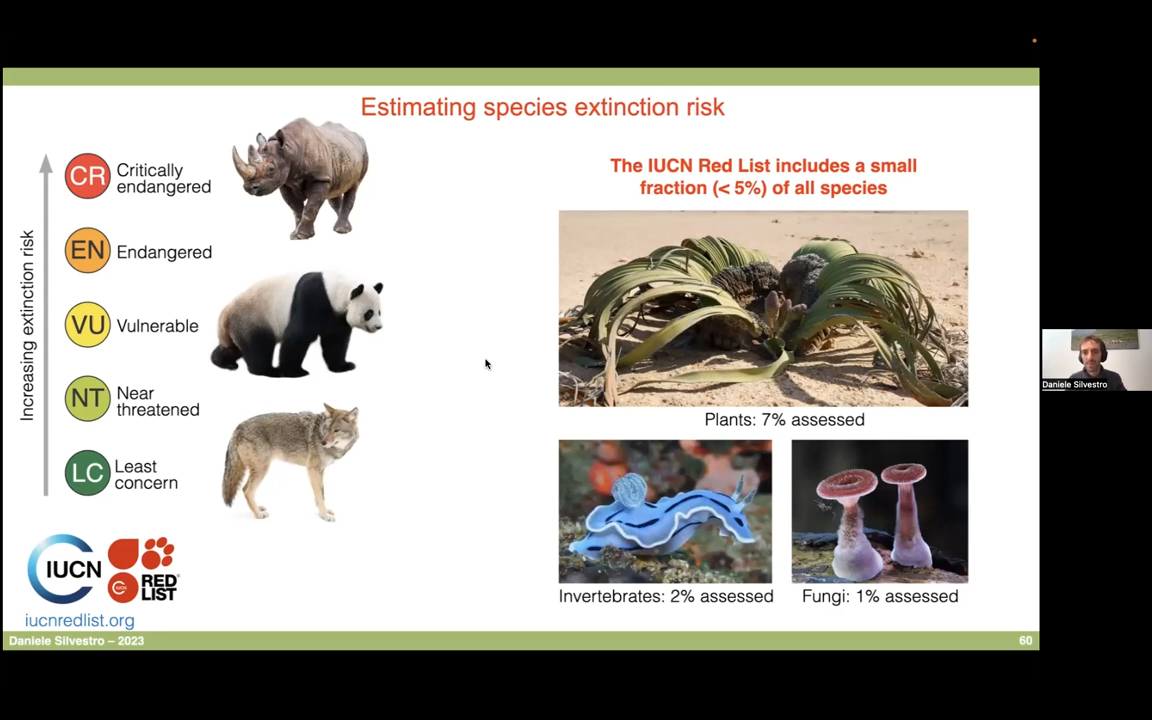 Estimating species extinction risk
Increasing extinction risk
CR
Critically
endangered
EN
Endangered
VU
Vulnerable
NT
Near
threatened
LC
Least
concern
IUCN
IUCN
RED
LIST
iucnredlist.org
The IUCN Red List includes a small
fraction (< 5%) of all species
Plants: 7% assessed
Invertebrates: 2% assessed
Fungi: 1% assessed
Daniele Silvestro – 2023
60
Daniele Silvestro